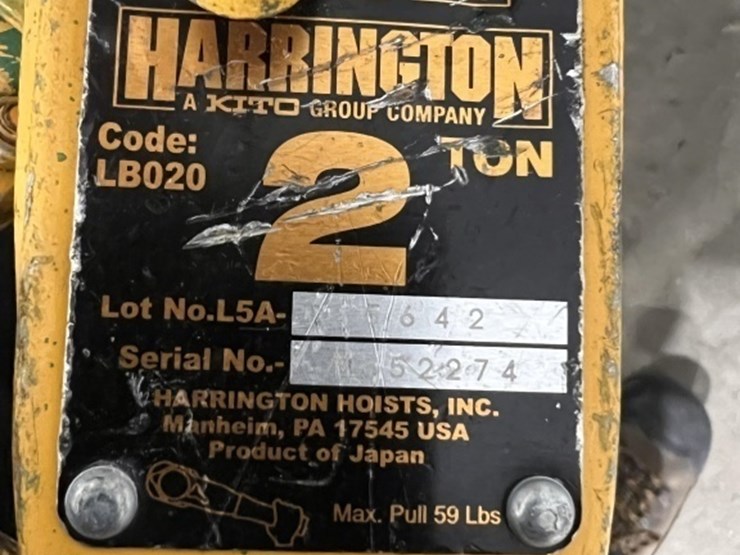 HARRINGTON
A KITO GROUP COMPANY
Code:
LB020
2 TON
Lot No.L5A- 5642
Serial No.- 52274
HARRINGTON HOISTS, INC.
Manheim, PA 17545 USA
Product of Japan
Max. Pull 59 Lbs